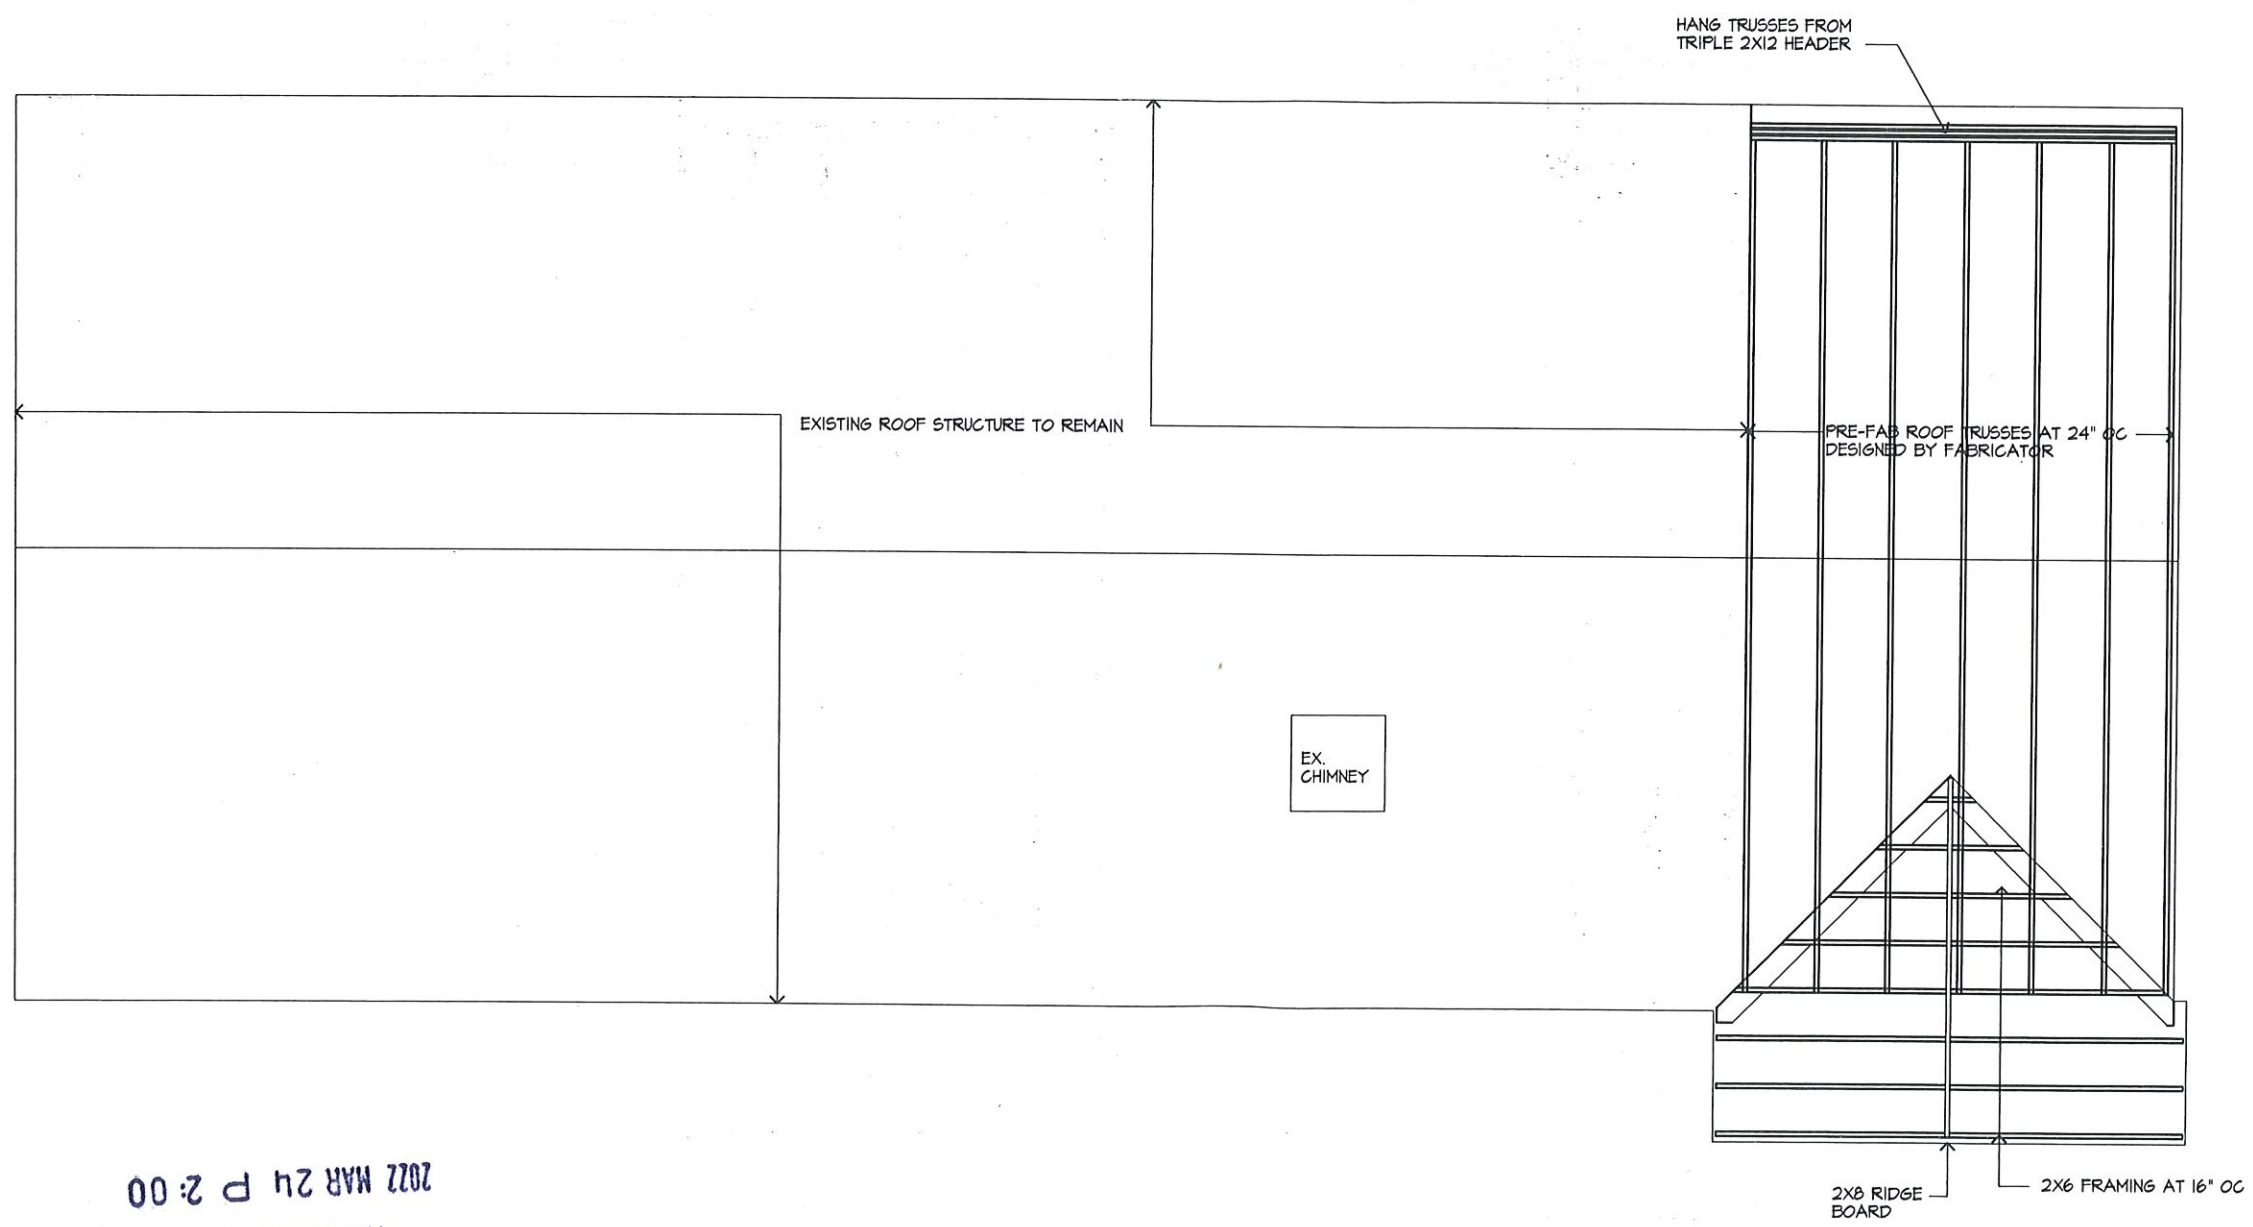 HANG TRUSSES FROM
TRIPLE 2X12 HEADER
EXISTING ROOF STRUCTURE TO REMAIN
PRE-FAB ROOF TRUSSES AT 24" OC
DESIGNED BY FABRICATOR
EX.
CHIMNEY
2X8 RIDGE
BOARD
2X6 FRAMING AT 16" OC
2022 MAR 24 P 2:00